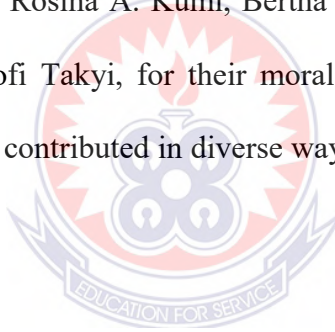 Rosina A. Kumi, Bertha
ofi Takyi, for their moral
contributed in diverse way
EDUCATION FOR SERVICE